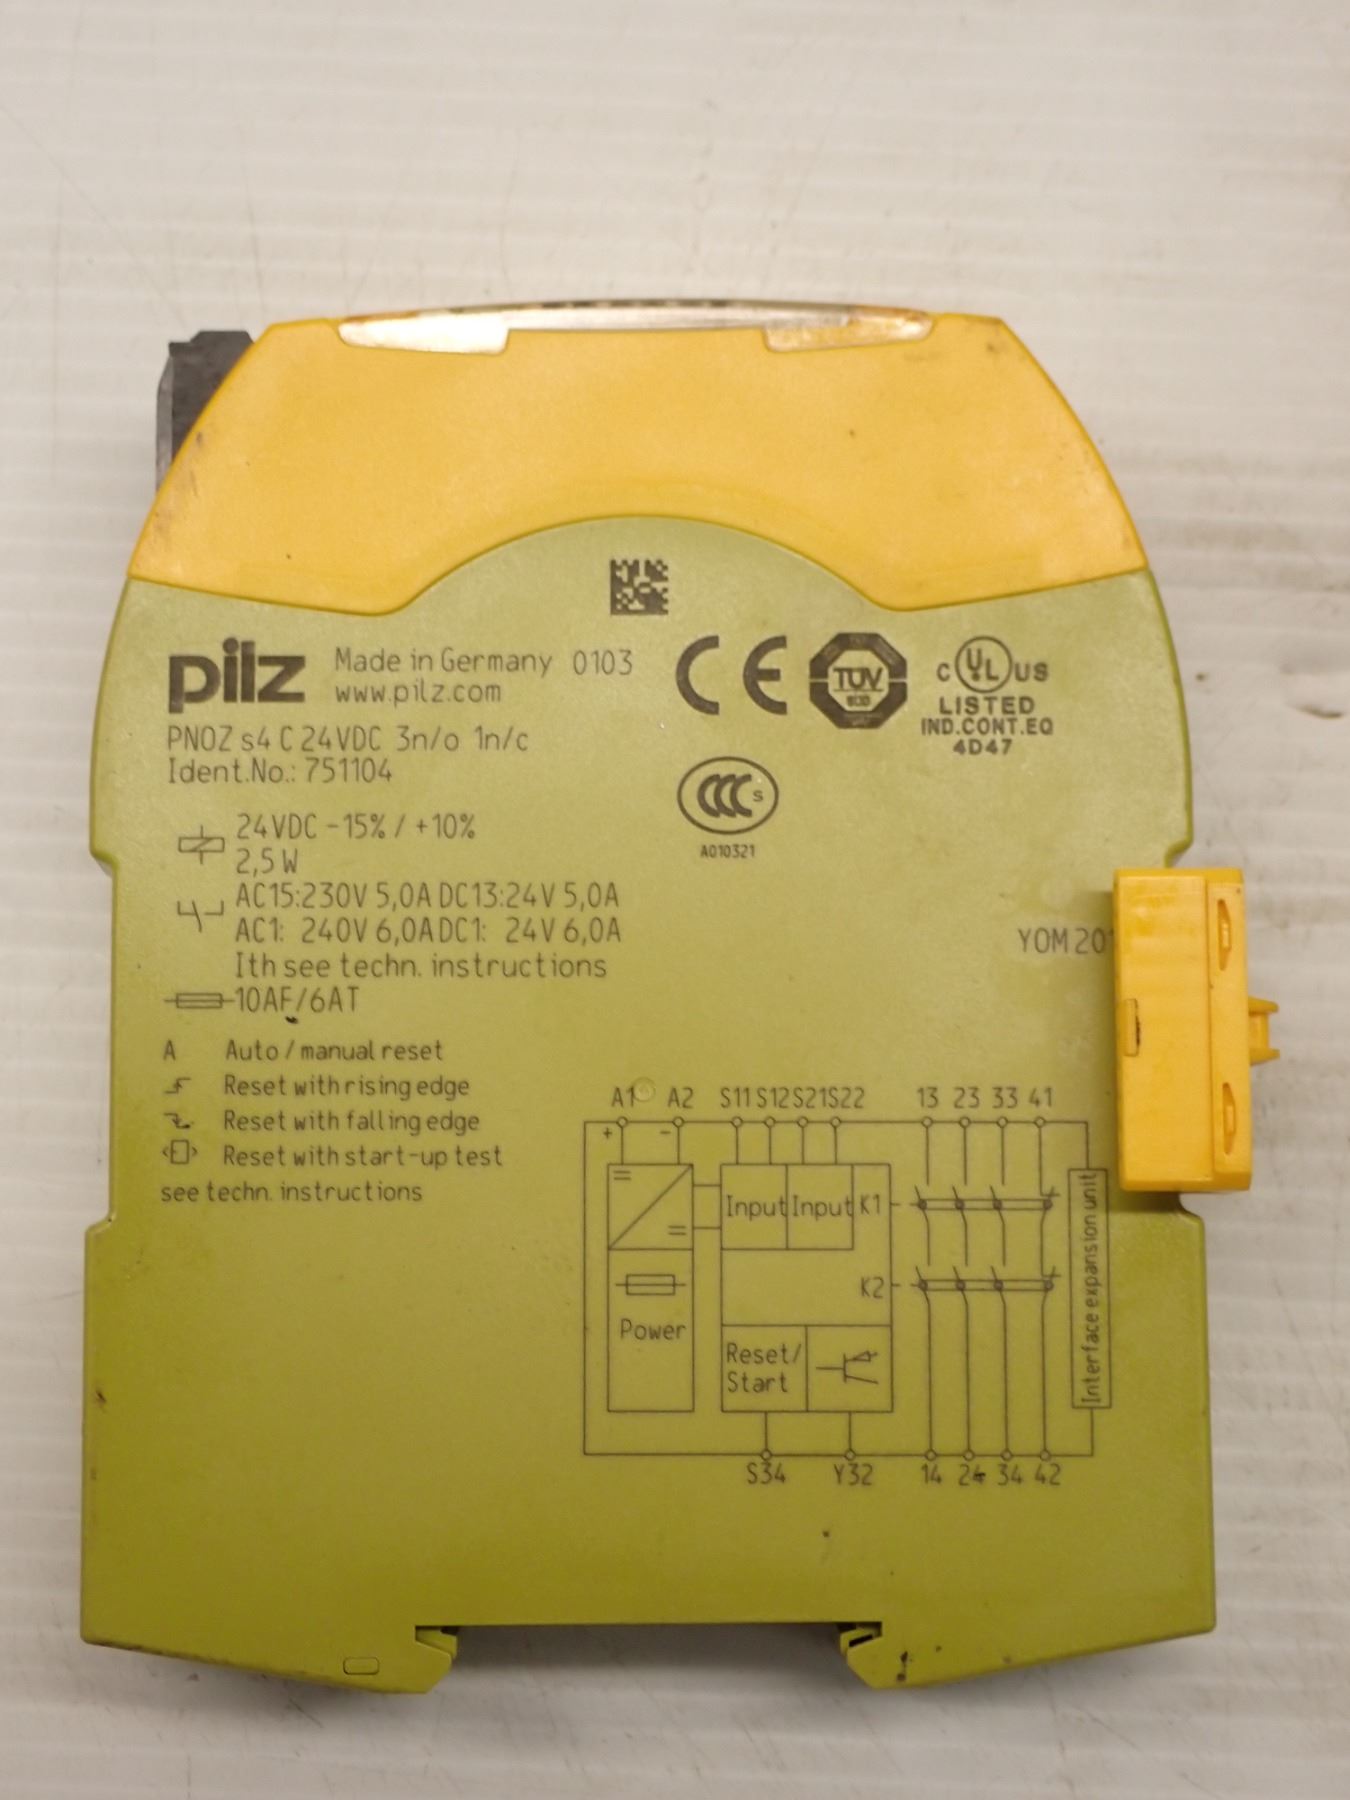 pilz Made in Germany 0103
www.pilz.com
PNOZ s4 C 24VDC 3n/o 1n/c
Ident.No.: 751104
CE
TÜV
C UL US
LISTED
IND.CONT.EQ
4D47
CCC S
A010321
24VDC -15% / +10%
2,5W
AC15:230V 5,0A DC13:24V 5,0A
AC1: 240V 6,0A DC1: 24V 6,0A
Ith see techn. instructions
10AF/6AT
YOM 201
A Auto / manual reset
Reset with rising edge
Reset with falling edge
Reset with start-up test
see techn. instructions
A1 A2 S11 S12 S21 S22 13 23 33 41
+ -
Input Input K1
K2
Power
Reset/
Start
Interface expansion unit
S34 Y32 14 24 34 42